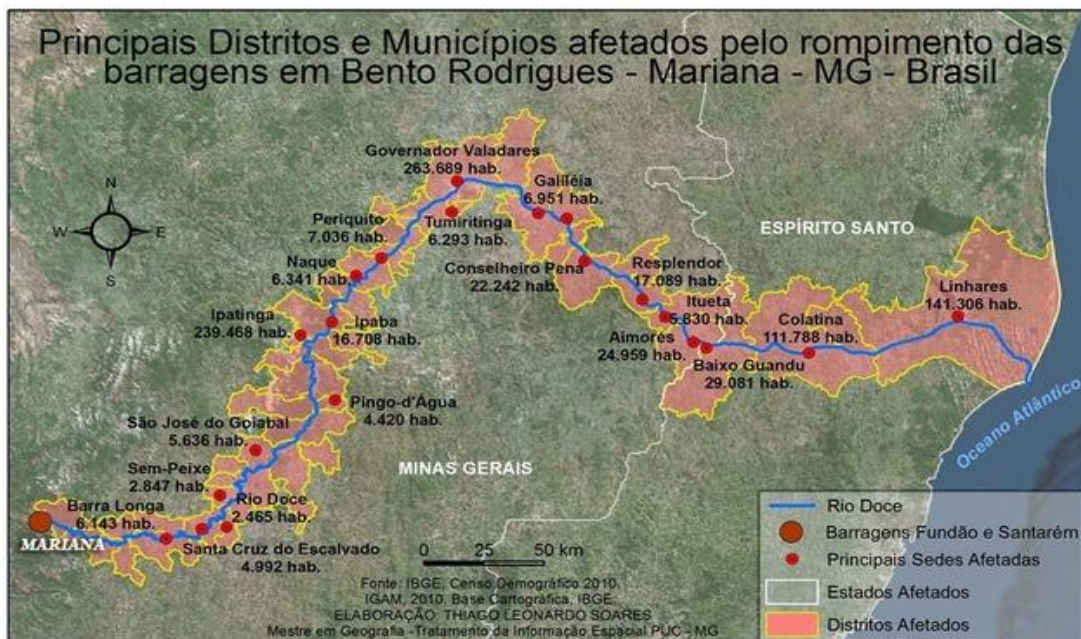 Principais Distritos e Municípios afetados pelo rompimento das
barragens em Bento Rodrigues - Mariana - MG - Brasil
N
W
E
S
Governador Valadares
263.689 hab.
Galiléia
6.951 hab.
Periquito
7.036 hab.
Tumiritinga
6.293 hab.
ESPÍRITO SANTO
Naque
6.341 hab.
Conselheiro Pena
22.242 hab.
Resplendor
17.089 hab.
Linhares
141.306 hab.
Itueta
5.830 hab.
Ipatinga
239.468 hab.
Ipaba
16.708 hab.
Colatina
111.788 hab.
Aimorés
24.959 hab.
Baixo Guandu
29.081 hab.
Pingo-d'Água
4.420 hab.
São José do Goiabal
5.636 hab.
Oceano Atlântico
MINAS GERAIS
Sem-Peixe
2.847 hab.
Barra Longa
6.143 hab.
Rio Doce
2.465 hab.
MARIANA
Santa Cruz do Escalvado
4.992 hab.
0 25 50 km
Fonte: IBGE, Censo Demográfico 2010.
IGAM, 2010. Base Cartográfica, IBGE.
ELABORAÇÃO: THIAGO LEONARDO SOARES
Mestre em Geografia -Tratamento da Informação Espacial PUC - MG
Rio Doce
Barragens Fundão e Santarém
Principais Sedes Afetadas
Estados Afetados
Distritos Afetados